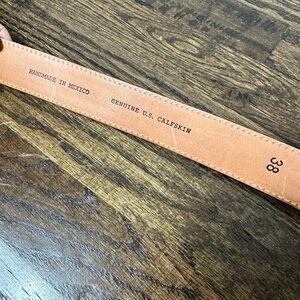 HANDMADE IN MEXICO
GENUINE U.S. CALFSKIN
38